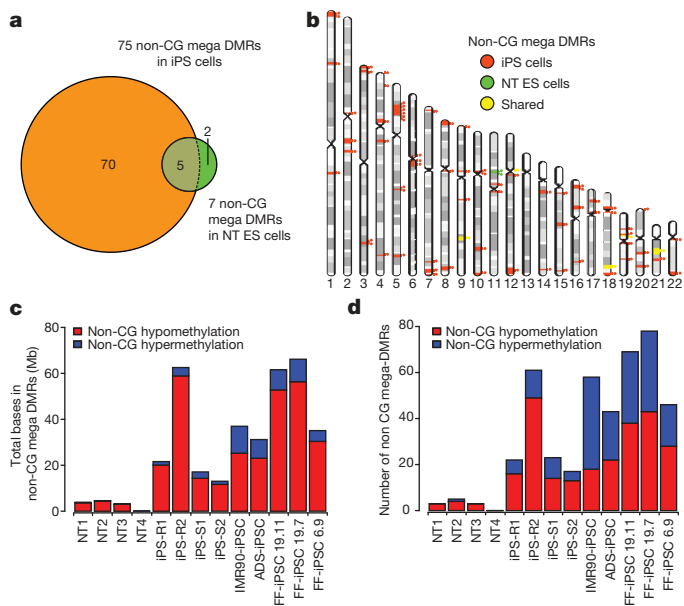 a
75 non-CG mega DMRs
in iPS cells
2
70
5
7 non-CG
mega DMRs
in NT ES cells
b
Non-CG mega DMRs
iPS cells
NT ES cells
Shared
1 2 3 4 5 6 7 8 9 10 11 12 13 14 15 16 17 18 19 20 21 22
c
80
60
40
20
0
Total bases in
non-CG mega DMRs (Mb)
Non-CG hypomethylation
Non-CG hypermethylation
NT1
NT2
NT3
NT4
iPS-R1
iPS-R2
iPS-S1
iPS-S2
IMR90-iPSC
ADS-iPSC
FF-iPSC 19.11
FF-iPSC 19.7
FF-iPSC 6.9
d
80
60
40
20
0
Number of non CG mega-DMRs
Non-CG hypomethylation
Non-CG hypermethylation
NT1
NT2
NT3
NT4
iPS-R1
iPS-R2
iPS-S1
iPS-S2
IMR90-iPSC
ADS-iPSC
FF-iPSC 19.11
FF-iPSC 19.7
FF-iPSC 6.9